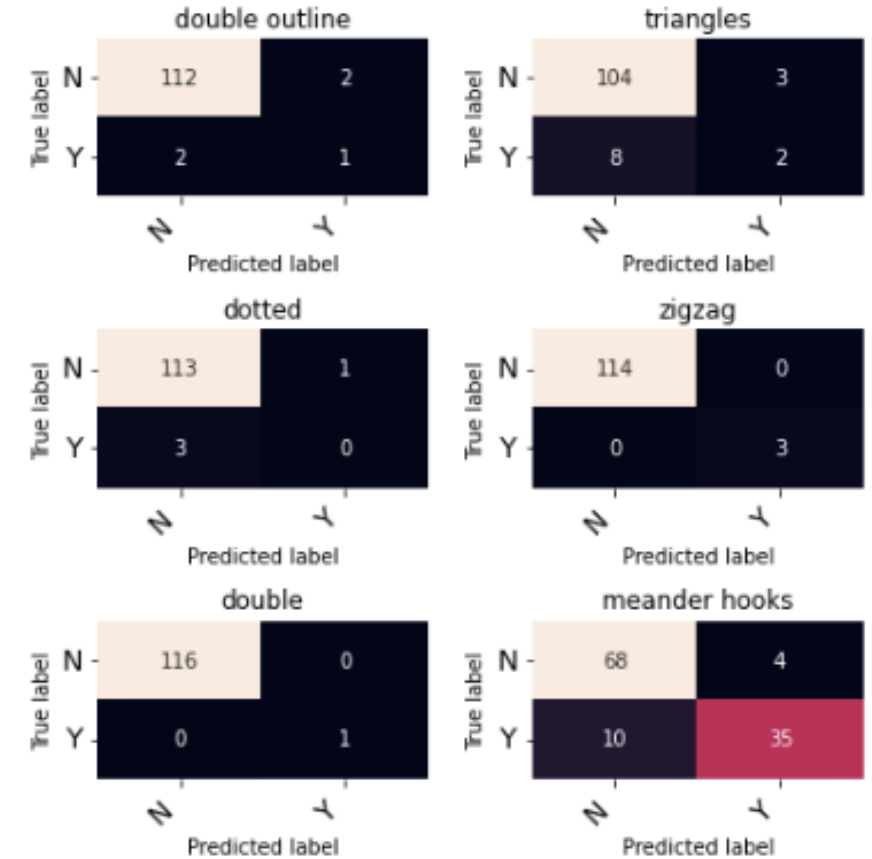 double outline
True label
N
112
2
Y
2
1
N
Y
Predicted label
triangles
True label
N
104
3
Y
8
2
N
Y
Predicted label
dotted
True label
N
113
1
Y
3
0
N
Y
Predicted label
zigzag
True label
N
114
0
Y
0
3
N
Y
Predicted label
double
True label
N
116
0
Y
0
1
N
Y
Predicted label
meander hooks
True label
N
68
4
Y
10
35
N
Y
Predicted label